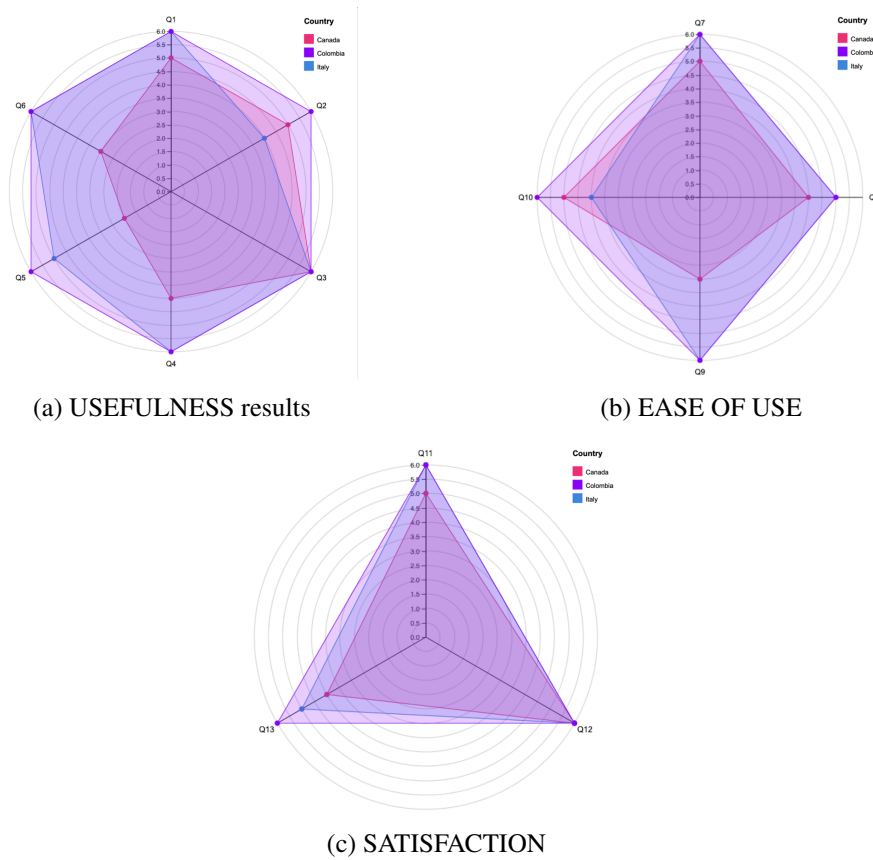 Q1
Country
Canada
Colombia
Italy
6.0
5.5
5.0
4.5
4.0
3.5
3.0
2.5
2.0
1.5
1.0
0.5
0.0
Q2
Q3
Q4
Q5
Q6
(a) USEFULNESS results
Q7
Country
Canada
Colombia
Italy
6.0
5.5
5.0
4.5
4.0
3.5
3.0
2.5
2.0
1.5
1.0
0.5
0.0
Q10
Q9
(b) EASE OF USE
Q11
Country
Canada
Colombia
Italy
6.0
5.5
5.0
4.5
4.0
3.5
3.0
2.5
2.0
1.5
1.0
0.5
0.0
Q13
Q12
(c) SATISFACTION